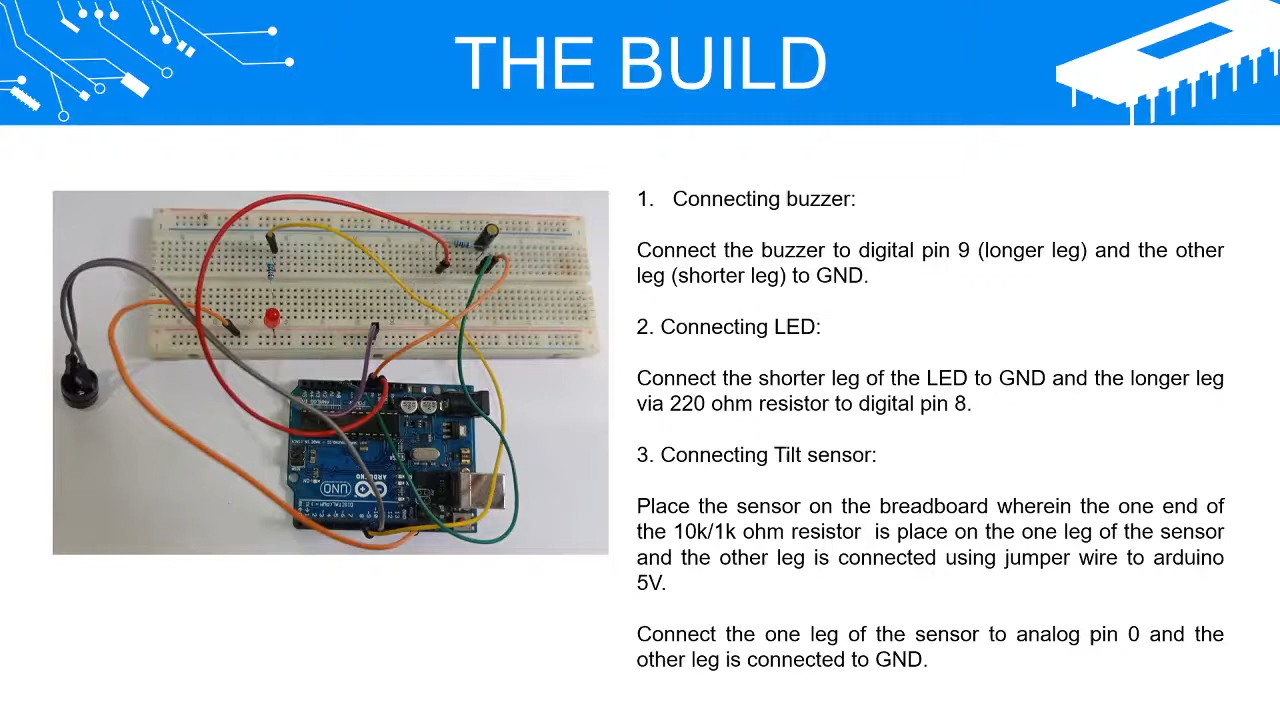 THE BUILD
1. Connecting buzzer:
Connect the buzzer to digital pin 9 (longer leg) and the other
leg (shorter leg) to GND.
2. Connecting LED:
Connect the shorter leg of the LED to GND and the longer leg
via 220 ohm resistor to digital pin 8.
3. Connecting Tilt sensor:
Place the sensor on the breadboard wherein the one end of
the 10k/1k ohm resistor is place on the one leg of the sensor
and the other leg is connected using jumper wire to arduino
5V.
Connect the one leg of the sensor to analog pin 0 and the
other leg is connected to GND.
UNO
ARDUINO